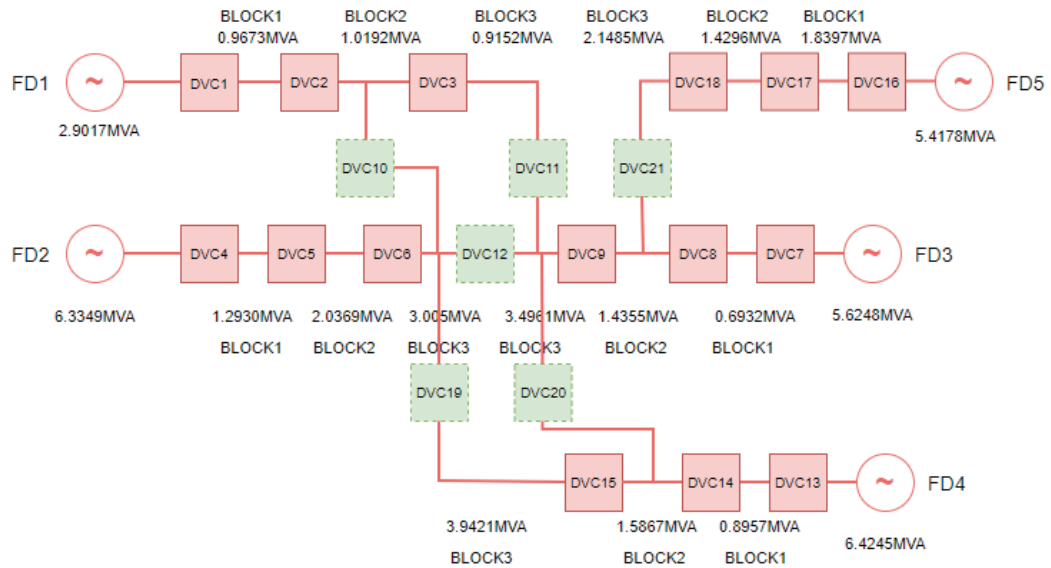 BLOCK1 BLOCK2 BLOCK3 BLOCK3 BLOCK2 BLOCK1
0.9673MVA 1.0192MVA 0.9152MVA 2.1485MVA 1.4296MVA 1.8397MVA
FD1 ~ DVC1 DVC2 DVC3 DVC18 DVC17 DVC16 ~ FD5
2.9017MVA 5.4178MVA
DVC10 DVC11 DVC21
FD2 ~ DVC4 DVC5 DVC6 DVC12 DVC9 DVC8 DVC7 ~ FD3
6.3349MVA 1.2930MVA 2.0369MVA 3.005MVA 3.4961MVA 1.4355MVA 0.6932MVA 5.6248MVA
BLOCK1 BLOCK2 BLOCK3 BLOCK3 BLOCK2 BLOCK1
DVC19 DVC20
DVC15 DVC14 DVC13 ~ FD4
3.9421MVA 1.5867MVA 0.8957MVA
6.4245MVA
BLOCK3 BLOCK2 BLOCK1